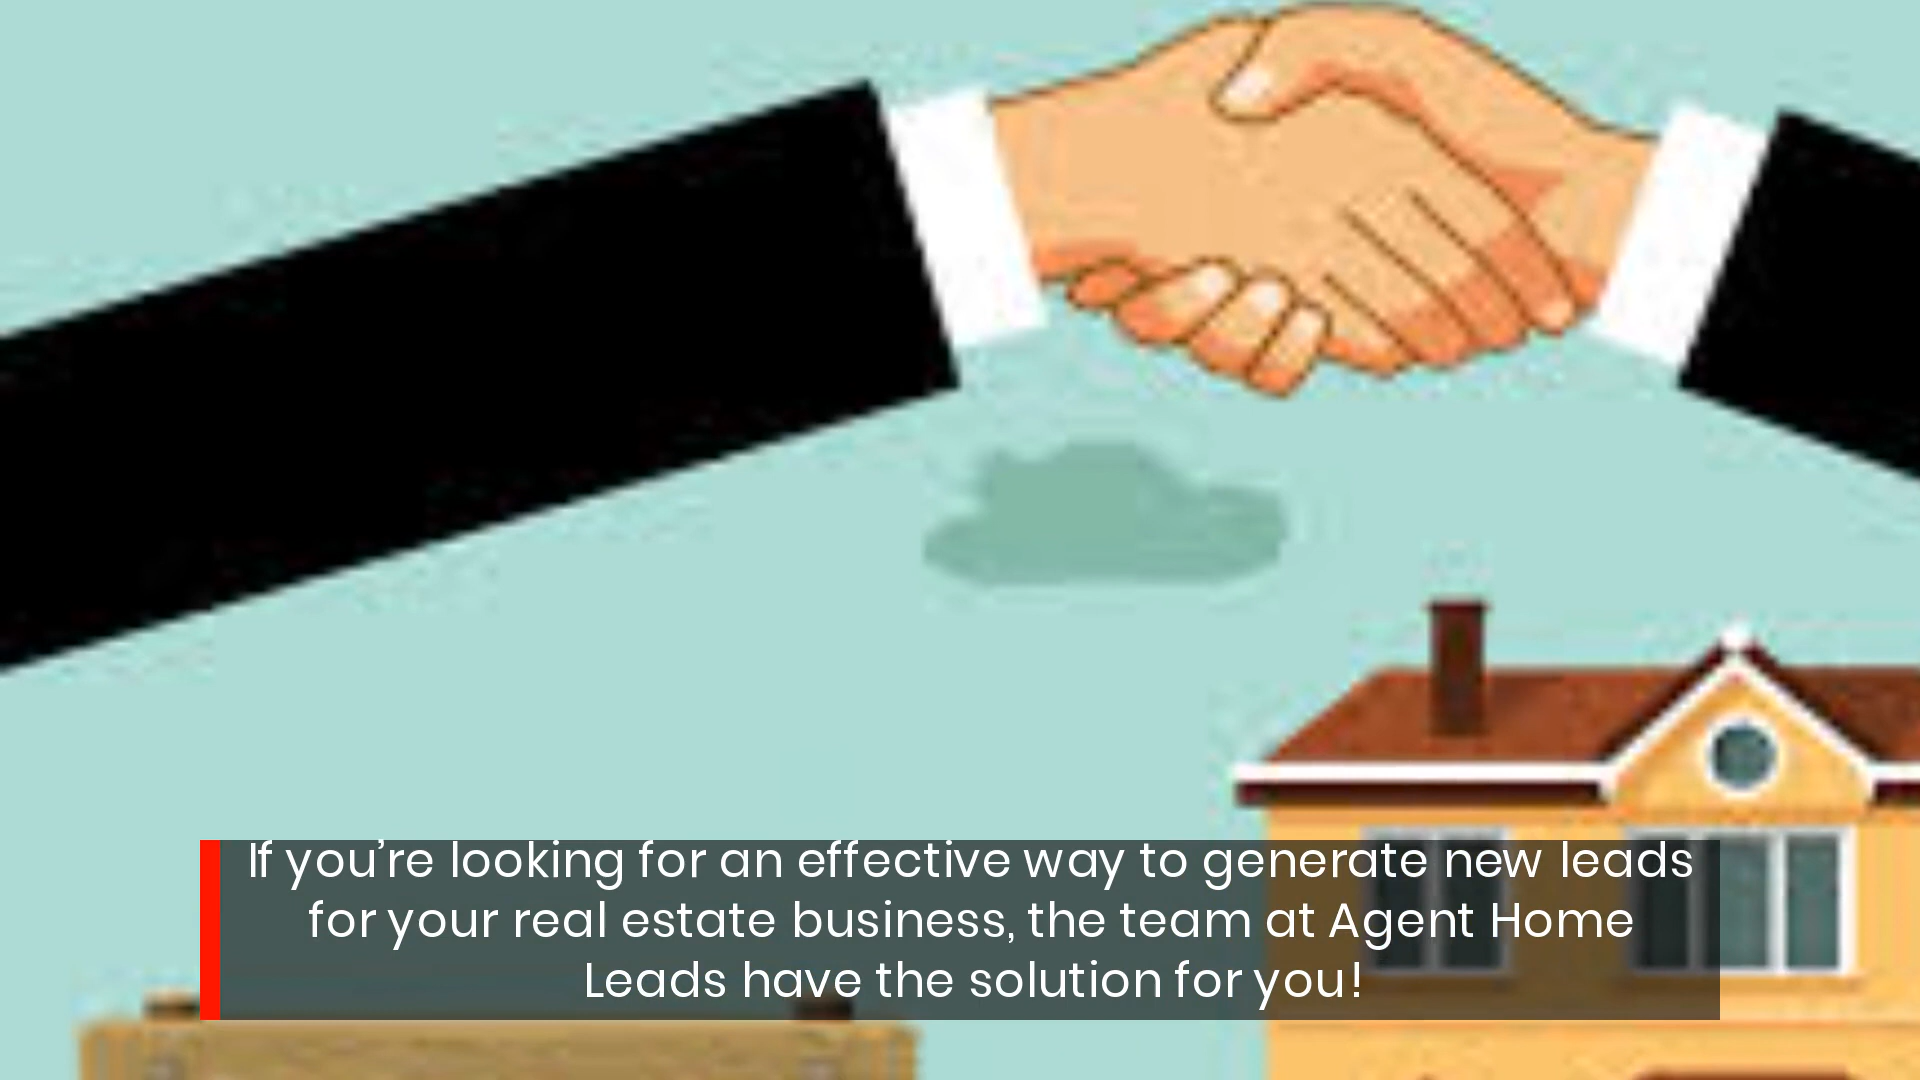 If you’re looking for an effective way to generate new leads
for your real estate business, the team at Agent Home
Leads have the solution for you!